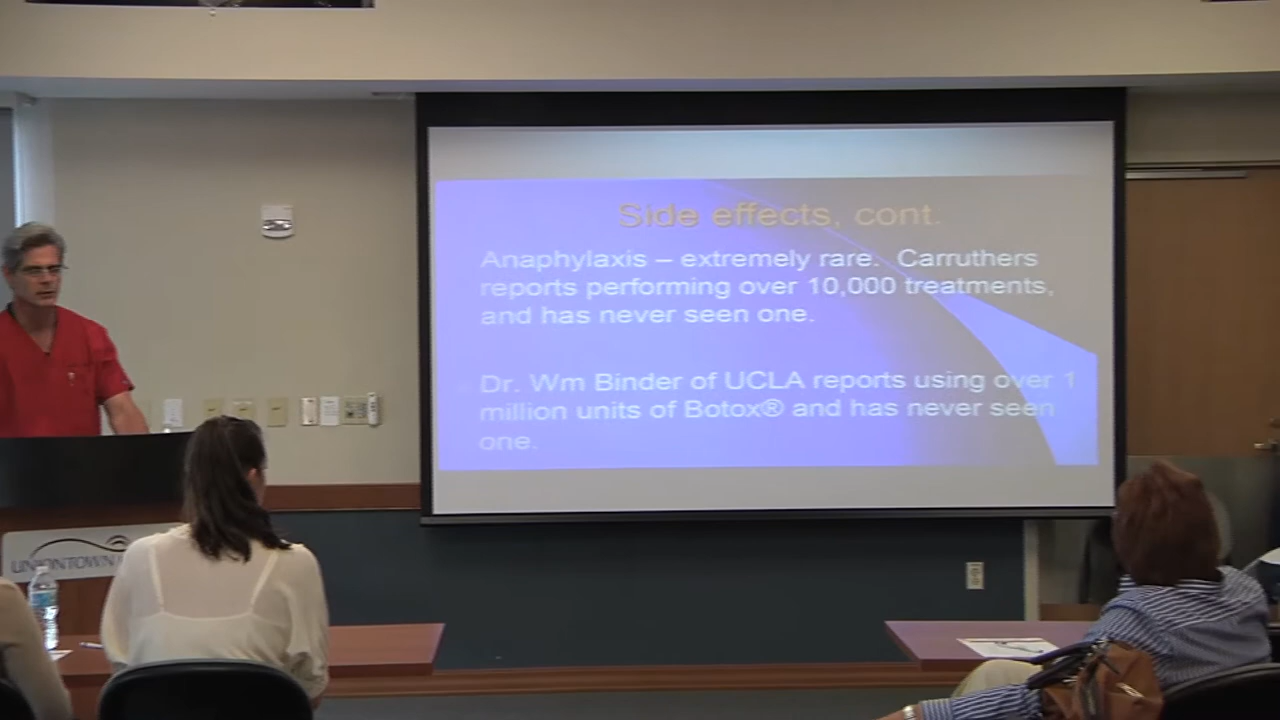 Side effects, cont.
Anaphylaxis – extremely rare. Carruthers
reports performing over 10,000 treatments,
and has never seen one.
Dr. Wm Binder of UCLA reports using over 1
million units of Botox® and has never seen
one.
UNIONTOWN